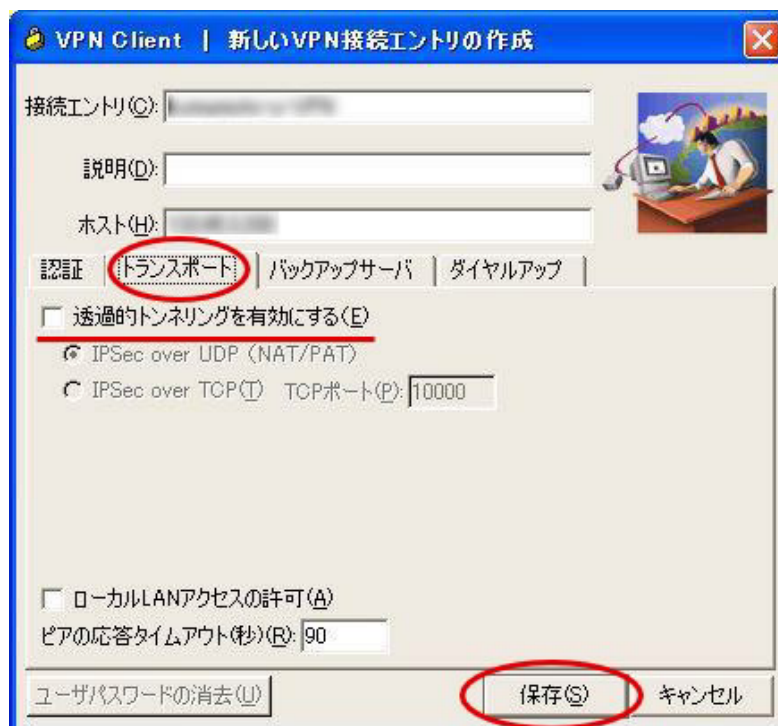 VPN Client | 新しいVPN接続エントリの作成
接続エントリ(C):
説明(D):
ホスト(H):
認証 | トランスポート | バックアップサーバ | ダイヤルアップ |
透過的トンネリングを有効にする(E)
IPSec over UDP (NAT/PAT)
IPSec over TCP(T) TCPポート(P): 10000
ローカルLANアクセスの許可(A)
ピアの応答タイムアウト(秒)(R): 90
ユーザパスワードの消去(U) 保存(S) キャンセル